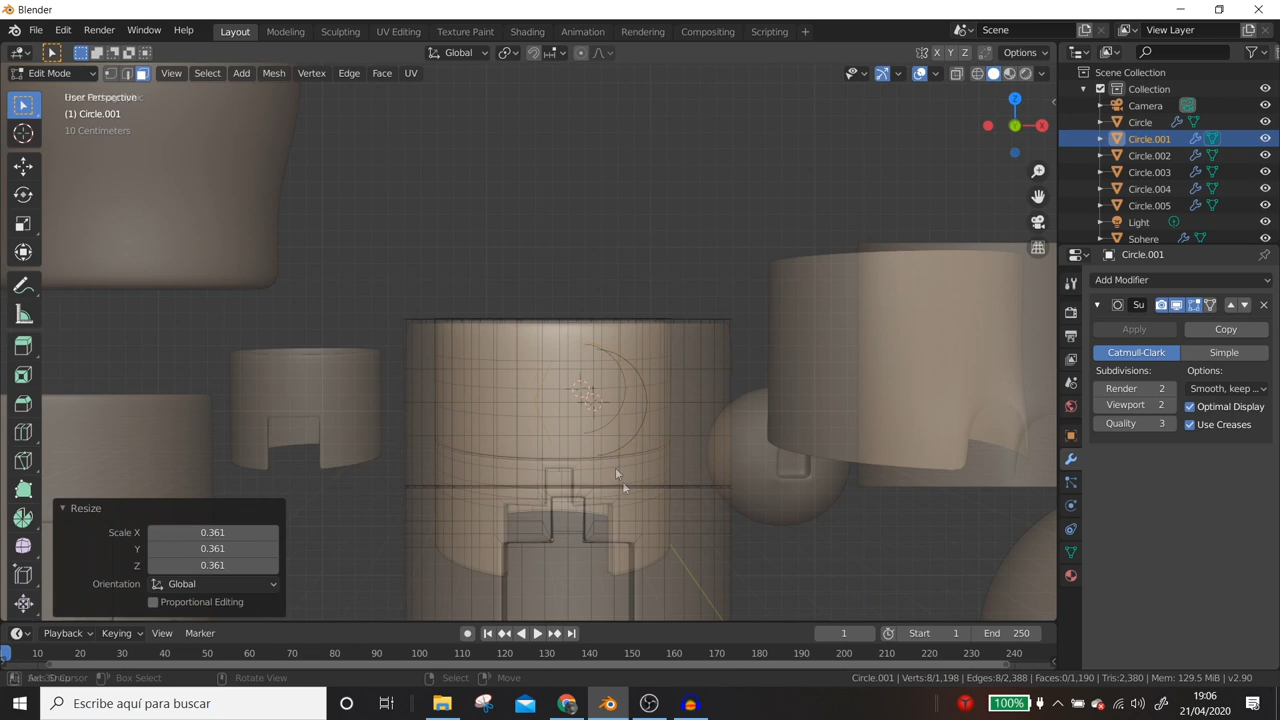 Blender
File Edit Render Window Help Layout Modeling Sculpting UV Editing Texture Paint Shading Animation Rendering Compositing Scripting + Scene View Layer
Global X Y Z Options
Edit Mode View Select Add Mesh Vertex Edge Face UV
(1) Circle.001
10 Centimeters
Z
Y
X
Scene Collection
Collection
Camera
Circle
Circle.001
Circle.002
Circle.003
Circle.004
Circle.005
Light
Sphere
Circle.001
Add Modifier
Su
Apply Copy
Catmull-Clark Simple
Subdivisions: Options:
Render 2 Smooth, keep ...
Viewport 2 Optimal Display
Quality 3 Use Creases
Resize
Scale X 0.361
Y 0.361
Z 0.361
Orientation Global
Proportional Editing
Playback Keying View Marker 1 Start 1 End 250
10 20 30 40 50 60 70 80 90 100 110 120 130 140 150 160 170 180 190 200 210 220 230 240
Box Select Rotate View Select Move Circle.001 | Verts:8/1,198 | Edges:8/2,388 | Faces:0/1,190 | Tris:2,380 | Mem: 129.5 MiB | v2.90
Escribe aquí para buscar 100% 19:06
21/04/2020